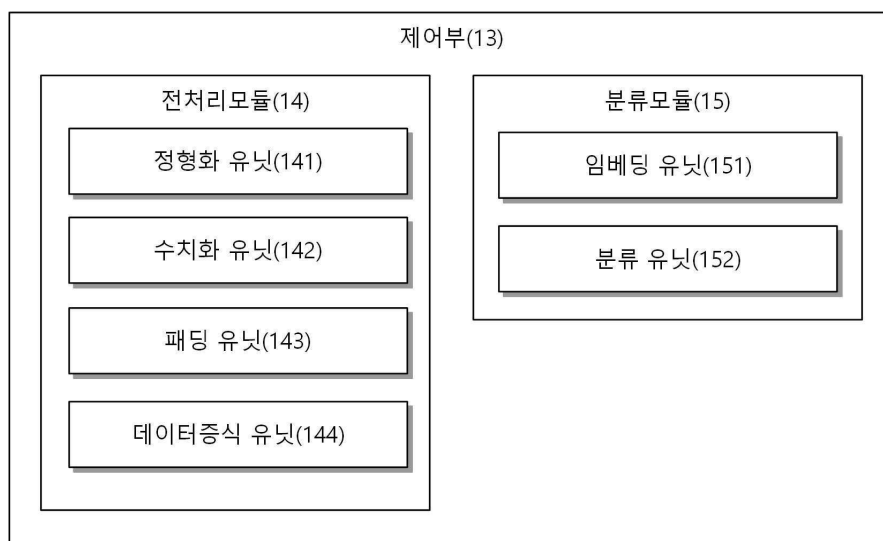 제어부(13)
전처리모듈(14)
정형화 유닛(141)
수치화 유닛(142)
패딩 유닛(143)
데이터증식 유닛(144)
분류모듈(15)
임베딩 유닛(151)
분류 유닛(152)